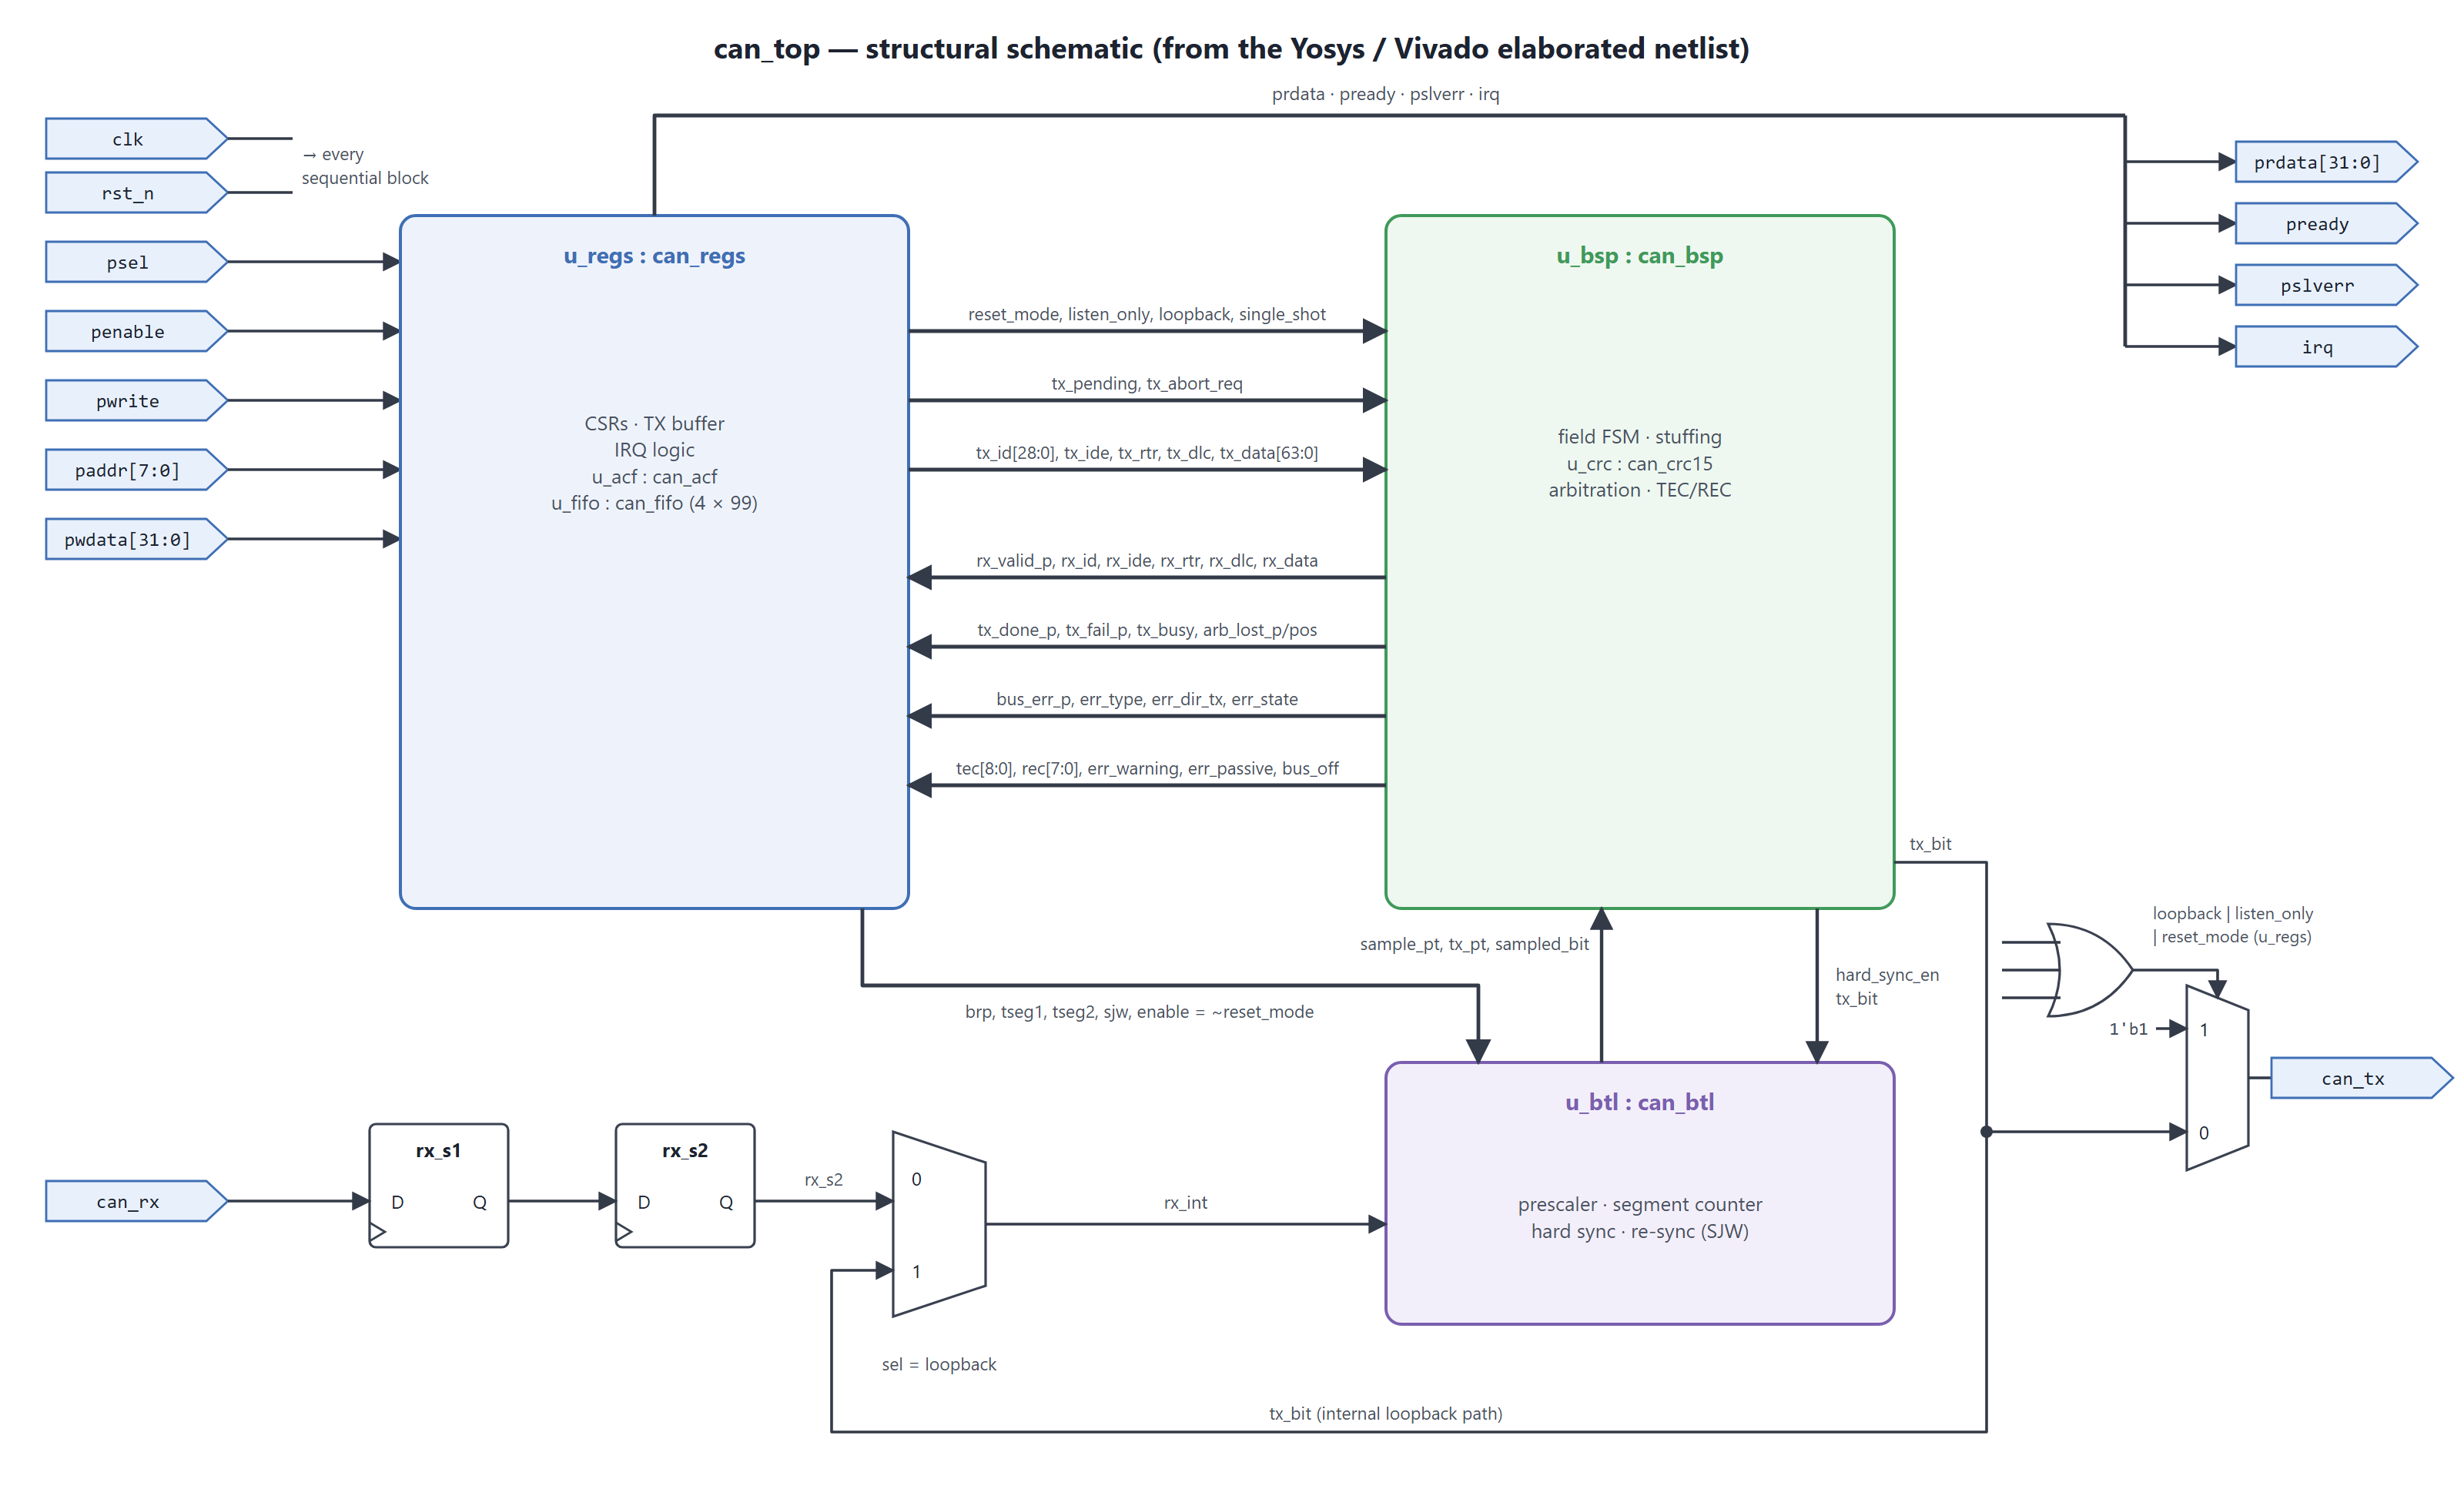 can_top — structural schematic (from the Yosys / Vivado elaborated netlist)
prdata · pready · pslverr · irq
clk
→ every
sequential block
rst_n
psel
penable
pwrite
paddr[7:0]
pwdata[31:0]
u_regs : can_regs
CSRs · TX buffer
IRQ logic
u_acf : can_acf
u_fifo : can_fifo (4 × 99)
reset_mode, listen_only, loopback, single_shot
tx_pending, tx_abort_req
tx_id[28:0], tx_ide, tx_rtr, tx_dlc, tx_data[63:0]
rx_valid_p, rx_id, rx_ide, rx_rtr, rx_dlc, rx_data
tx_done_p, tx_fail_p, tx_busy, arb_lost_p/pos
bus_err_p, err_type, err_dir_tx, err_state
tec[8:0], rec[7:0], err_warning, err_passive, bus_off
u_bsp : can_bsp
field FSM · stuffing
u_crc : can_crc15
arbitration · TEC/REC
prdata[31:0]
pready
pslverr
irq
tx_bit
loopback | listen_only
| reset_mode (u_regs)
sample_pt, tx_pt, sampled_bit
hard_sync_en
tx_bit
brp, tseg1, tseg2, sjw, enable = ~reset_mode
1'b1
1
0
can_tx
u_btl : can_btl
prescaler · segment counter
hard sync · re-sync (SJW)
can_rx
rx_s1
D Q
rx_s2
D Q
rx_s2
0
1
rx_int
sel = loopback
tx_bit (internal loopback path)